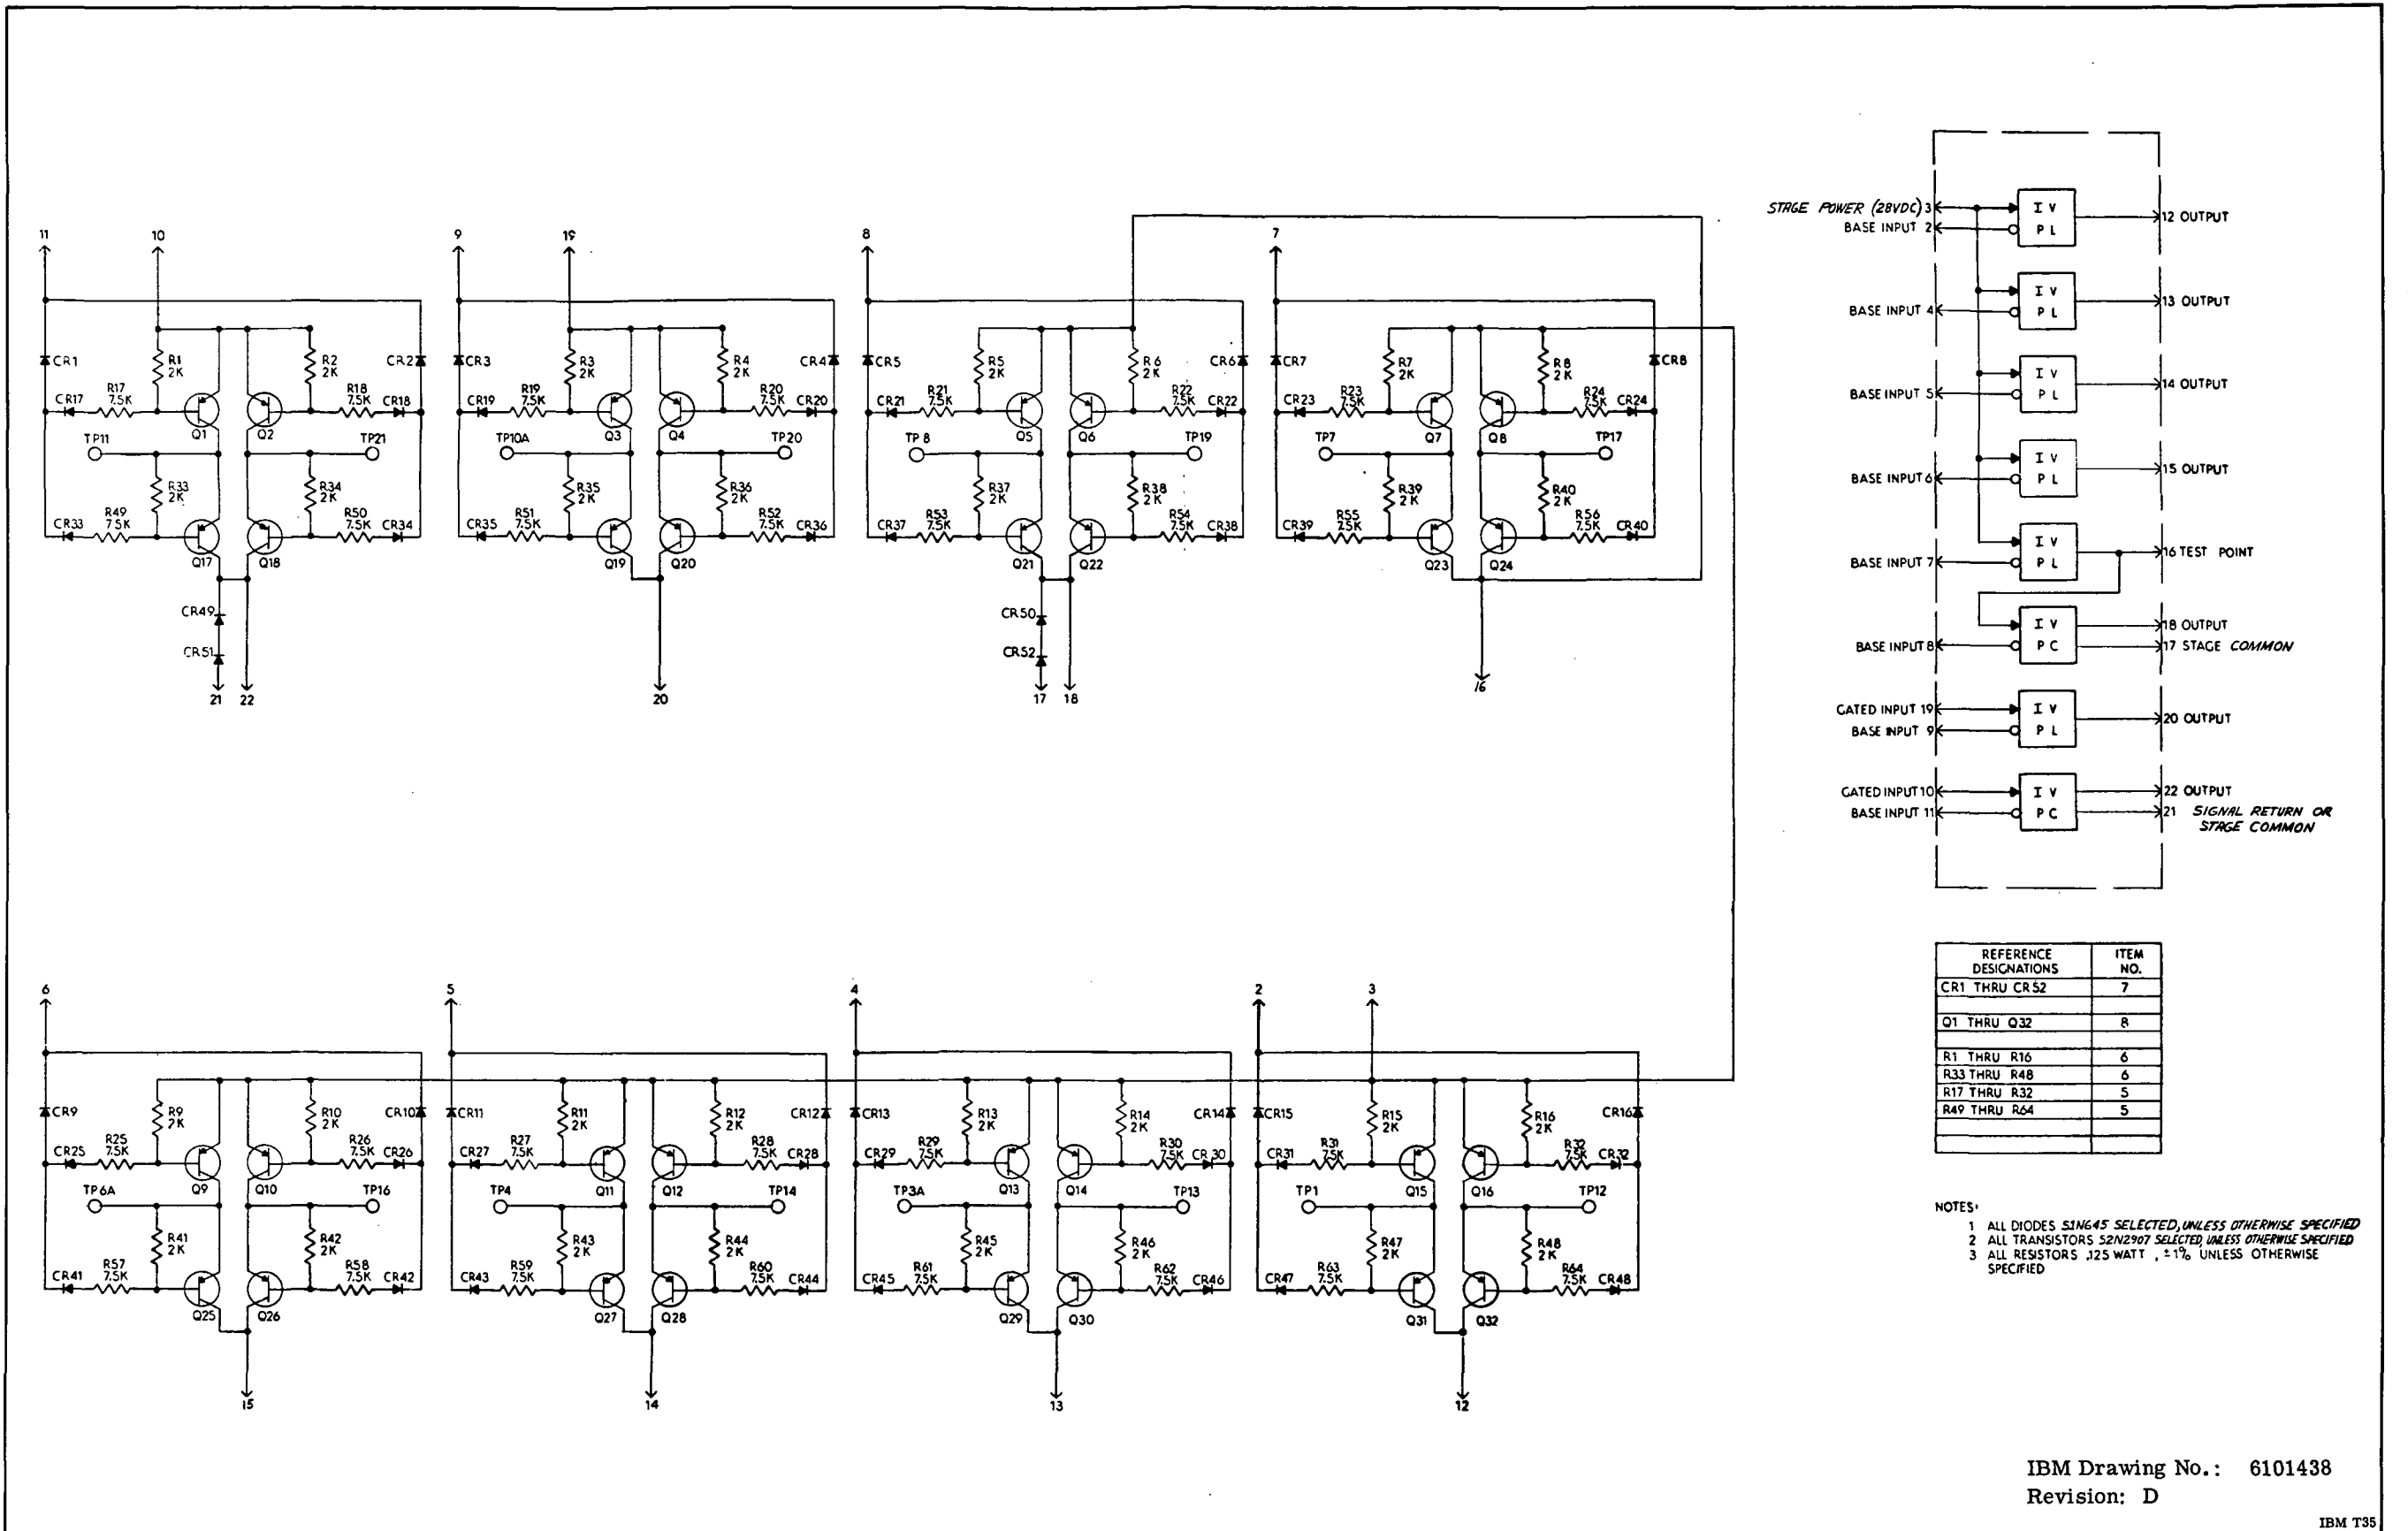 11
10
9
19
8
7
CR1
R1
2K
R2
2K
CR2
CR17
R17
7.5K
R18
7.5K
CR18
Q1
Q2
TP11
TP21
R33
2K
R34
2K
CR33
R49
7.5K
R50
7.5K
CR34
Q17
Q18
CR49
CR51
21
22
CR3
R3
2K
R4
2K
CR4
CR19
R19
7.5K
R20
7.5K
CR20
Q3
Q4
TP10A
TP20
R35
2K
R36
2K
CR35
R51
7.5K
R52
7.5K
CR36
Q19
Q20
20
CR5
R5
2K
R6
2K
CR6
CR21
R21
7.5K
R22
7.5K
CR22
Q5
Q6
TP 8
TP19
R37
2K
R38
2K
CR37
R53
7.5K
R54
7.5K
CR38
Q21
Q22
CR50
CR52
17
18
CR7
R7
2K
R8
2K
CR8
CR23
R23
7.5K
R24
7.5K
CR24
Q7
Q8
TP7
TP17
R39
2K
R40
2K
CR39
R55
7.5K
R56
7.5K
CR40
Q23
Q24
16
6
5
4
2
3
CR9
R9
2K
R10
2K
CR10
CR25
R25
7.5K
R26
7.5K
CR26
Q9
Q10
TP6A
TP16
R41
2K
R42
2K
CR41
R57
7.5K
R58
7.5K
CR42
Q25
Q26
15
CR11
R11
2K
R12
2K
CR12
CR27
R27
7.5K
R28
7.5K
CR28
Q11
Q12
TP4
TP14
R43
2K
R44
2K
CR43
R59
7.5K
R60
7.5K
CR44
Q27
Q28
14
CR13
R13
2K
R14
2K
CR14
CR29
R29
7.5K
R30
7.5K
CR 30
Q13
Q14
TP3A
TP13
R45
2K
R46
2K
CR45
R61
7.5K
R62
7.5K
CR46
Q29
Q30
13
CR15
R15
2K
R16
2K
CR16
CR31
R31
7.5K
R32
7.5K
CR32
Q15
Q16
TP1
TP12
R47
2K
R48
2K
CR47
R63
7.5K
R64
7.5K
CR48
Q31
Q32
12
STAGE POWER (28VDC) 3
BASE INPUT 2
I V
P L
12 OUTPUT
BASE INPUT 4
I V
P L
13 OUTPUT
BASE INPUT 5
I V
P L
14 OUTPUT
BASE INPUT 6
I V
P L
15 OUTPUT
BASE INPUT 7
I V
P L
16 TEST POINT
BASE INPUT 8
I V
P C
18 OUTPUT
17 STAGE COMMON
GATED INPUT 19
BASE INPUT 9
I V
P L
20 OUTPUT
GATED INPUT 10
BASE INPUT 11
I V
P C
22 OUTPUT
21 SIGNAL RETURN OR
STAGE COMMON
REFERENCE DESIGNATIONS ITEM NO.
CR1 THRU CR52 7
Q1 THRU Q32 8
R1 THRU R16 6
R33 THRU R48 6
R17 THRU R32 5
R49 THRU R64 5
NOTES:
1 ALL DIODES S1N645 SELECTED, UNLESS OTHERWISE SPECIFIED
2 ALL TRANSISTORS S2N2907 SELECTED, UNLESS OTHERWISE SPECIFIED
3 ALL RESISTORS .125 WATT , ±1% UNLESS OTHERWISE
SPECIFIED
IBM Drawing No.: 6101438
Revision: D
IBM T35